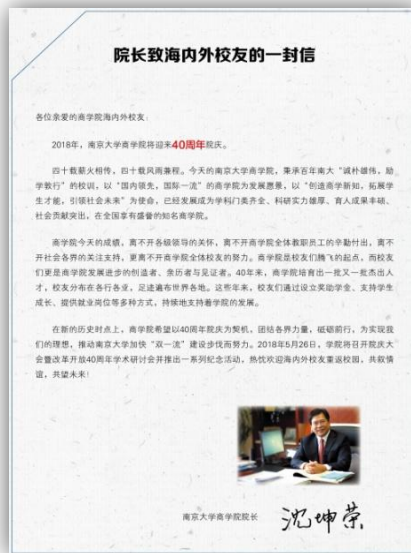 院长致海内外校友的一封信
各位亲爱的商学院海内外校友：
2018年，南京大学商学院将迎来40周年院庆。
四十载薪火相传，四十载风雨兼程。今天的南京大学商学院，秉承百年南大“诚朴雄伟，励
学敦行”的校训，以“国内领先，国际一流”的商学院为发展愿景，以“创造商学新知，拓展学
生才能，引领社会未来”为使命，已经发展成为学科门类齐全、科研实力雄厚、育人成果丰硕、
社会贡献突出，在全国享有盛誉的知名商学院。
商学院今天的成绩，离不开各级领导的关怀，离不开商学院全体教职员工的辛勤付出，离不
开社会各界的关注支持，更离不开商学院全体校友的努力。商学院是校友们腾飞的起点，而校友
们更是商学院发展进步的创造者、亲历者与见证者。40年来，商学院培育出一批又一批杰出人
才，校友分布在各行各业，足迹遍布世界各地。这些年来，校友们通过设立奖助学金、支持学生
成长、提供就业岗位等多种方式，持续地支持着学院的发展。
在新的历史时点上，商学院希望以40周年院庆为契机，团结各界力量，砥砺前行，为实现我
们的理想，推动南京大学加快“双一流”建设步伐而努力。2018年5月26日，学院将召开院庆大
会暨改革开放40周年学术研讨会并推出一系列纪念活动，热忱欢迎海内外校友重返校园，共叙情
谊，共望未来！
南京大学商学院院长 沈坤荣